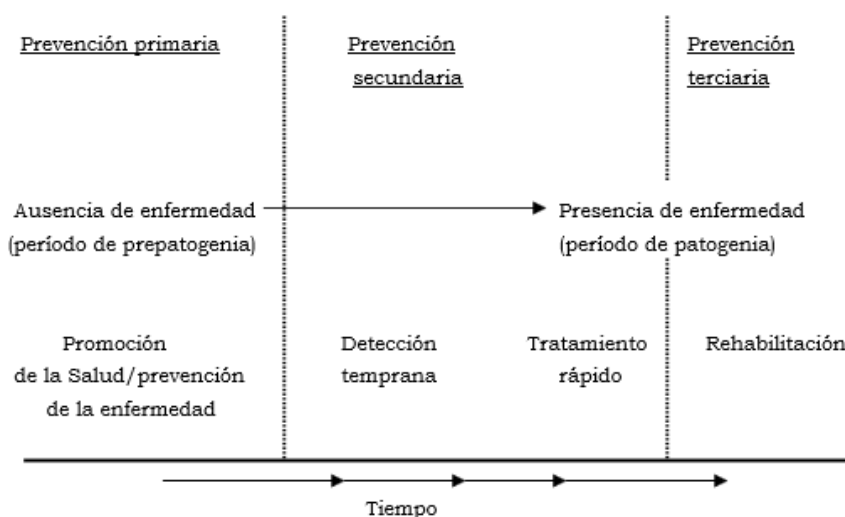 Prevención primaria
Prevención
secundaria
Prevención
terciaria
Ausencia de enfermedad
(período de prepatogenia)
Presencia de enfermedad
(período de patogenia)
Promoción
de la Salud/prevención
de la enfermedad
Detección
temprana
Tratamiento
rápido
Rehabilitación
Tiempo